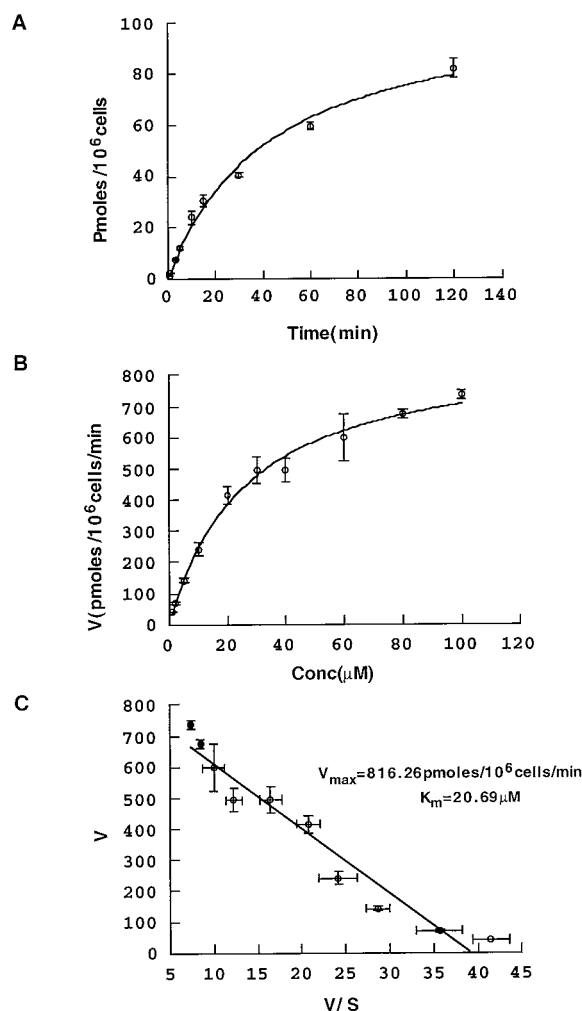 A
100
80
60
40
20
0
Pmoles/10⁶cells
0 20 40 60 80 100 120 140
Time(min)
B
800
700
600
500
400
300
200
100
0
V(pmoles/10⁶cells/min
0 20 40 60 80 100 120
Conc(μM)
C
800
700
600
500
400
300
200
100
0
V
Vmax=816.26pmoles/10⁶cells/min
Km=20.69μM
5 10 15 20 25 30 35 40 45
V/S